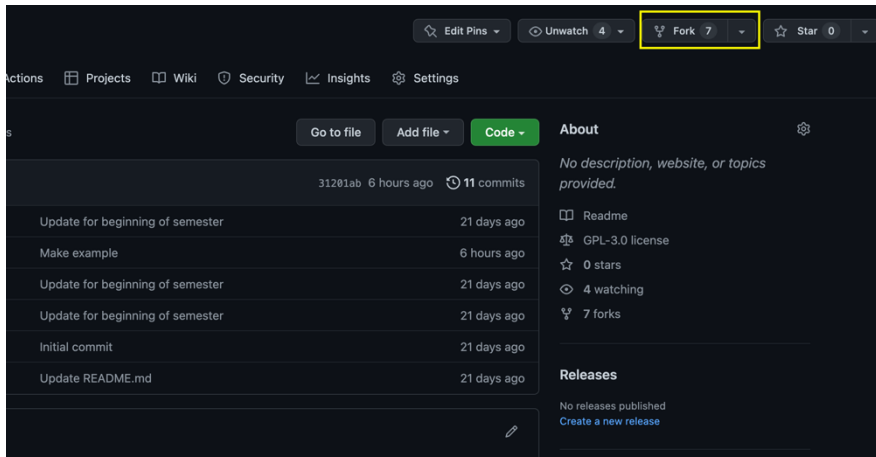 Edit Pins Unwatch 4 Fork 7 Star 0
Actions Projects Wiki Security Insights Settings
s Go to file Add file Code
31201ab 6 hours ago 11 commits
Update for beginning of semester 21 days ago
Make example 6 hours ago
Update for beginning of semester 21 days ago
Update for beginning of semester 21 days ago
Initial commit 21 days ago
Update README.md 21 days ago
About
No description, website, or topics
provided.
Readme
GPL-3.0 license
0 stars
4 watching
7 forks
Releases
No releases published
Create a new release